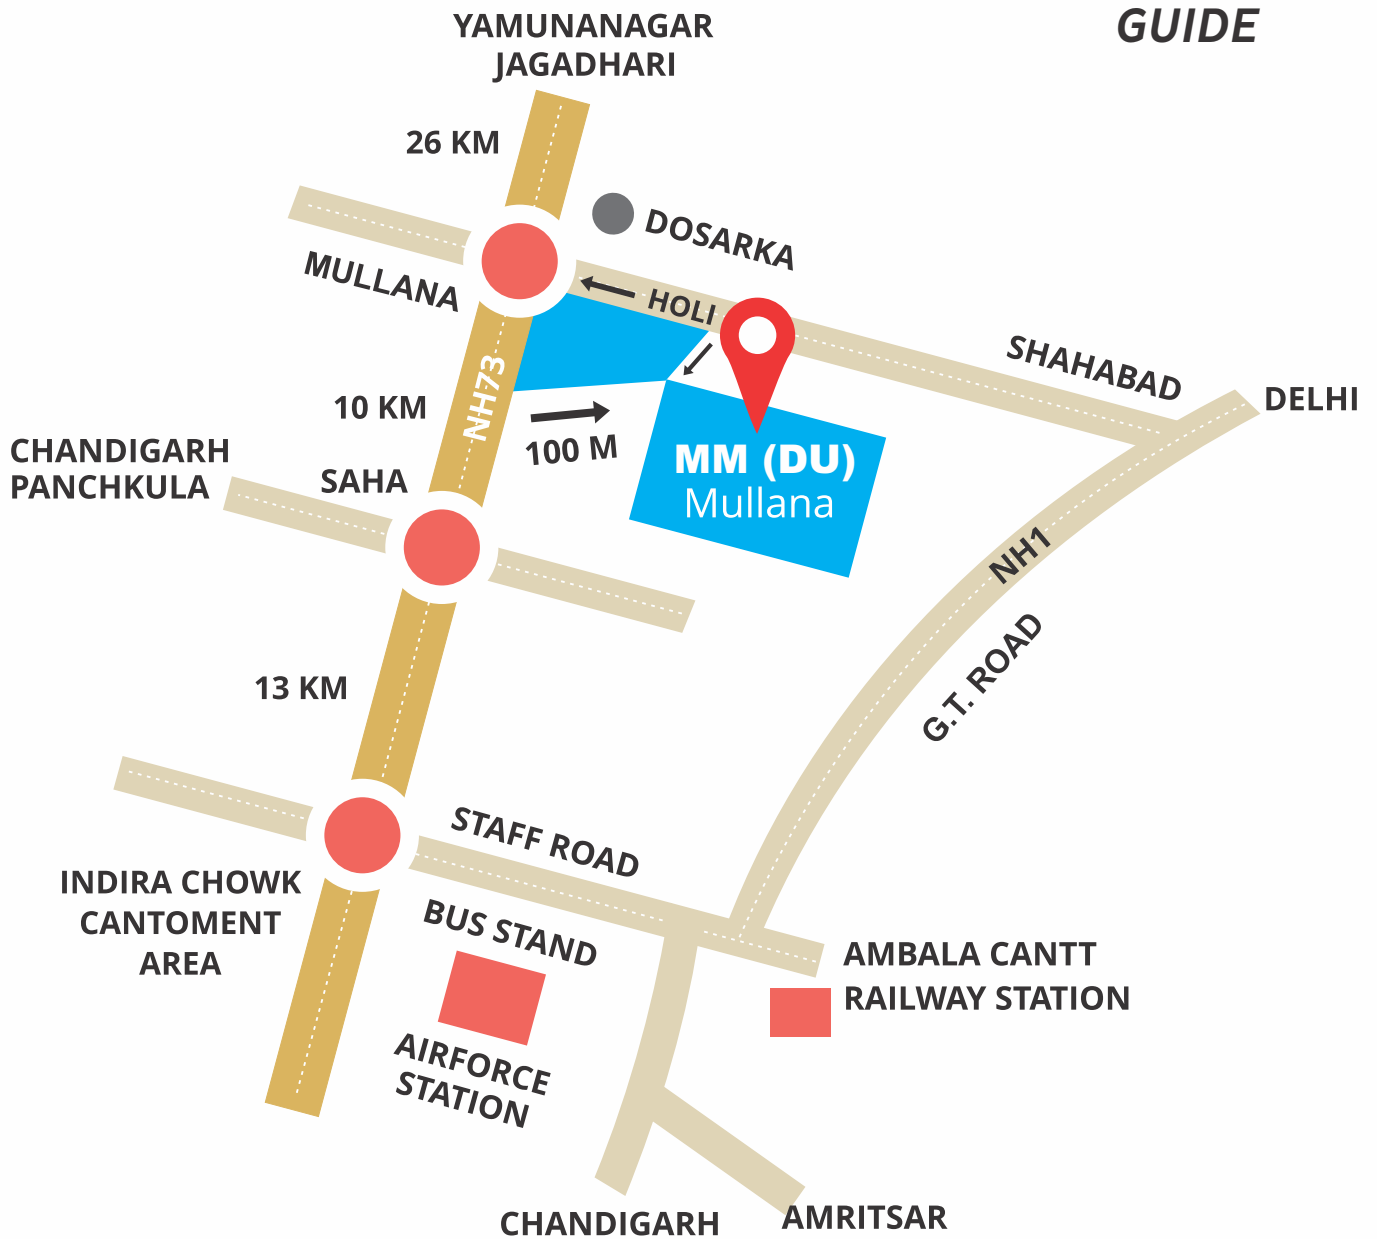 GUIDE
YAMUNANAGAR
JAGADHARI
26 KM
DOSARKA
MULLANA
HOLI
SHAHABAD
DELHI
NH73
10 KM
100 M
CHANDIGARH
PANCHKULA
SAHA
MM (DU)
Mullana
NH1
G.T. ROAD
13 KM
STAFF ROAD
INDIRA CHOWK
CANTOMENT
AREA
BUS STAND
AMBALA CANTT
RAILWAY STATION
AIRFORCE
STATION
CHANDIGARH
AMRITSAR